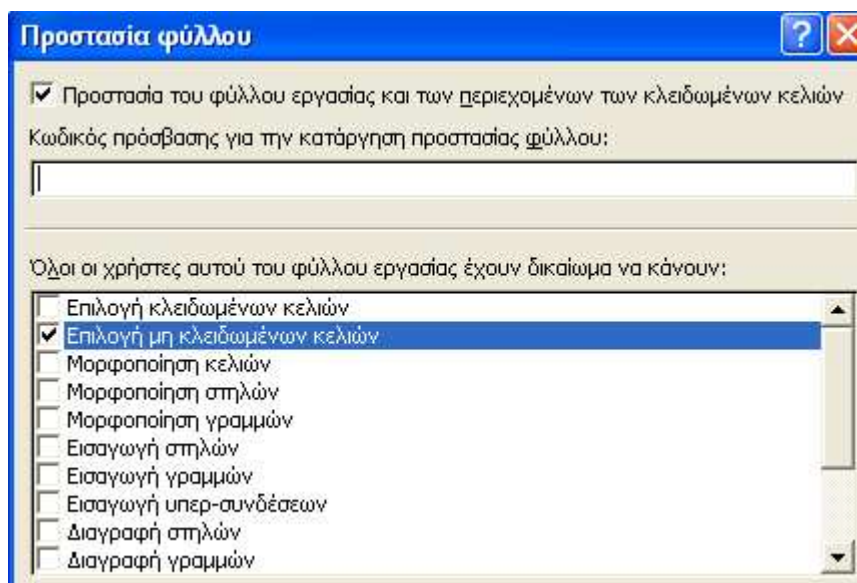 Προστασία φύλλου
Προστασία του φύλλου εργασίας και των περιεχομένων των κλειδωμένων κελιών
Κωδικός πρόσβασης για την κατάργηση προστασίας φύλλου:
Όλοι οι χρήστες αυτού του φύλλου εργασίας έχουν δικαίωμα να κάνουν:
Επιλογή κλειδωμένων κελιών
Επιλογή μη κλειδωμένων κελιών
Μορφοποίηση κελιών
Μορφοποίηση στηλών
Μορφοποίηση γραμμών
Εισαγωγή στηλών
Εισαγωγή γραμμών
Εισαγωγή υπερ-συνδέσεων
Διαγραφή στηλών
Διαγραφή γραμμών